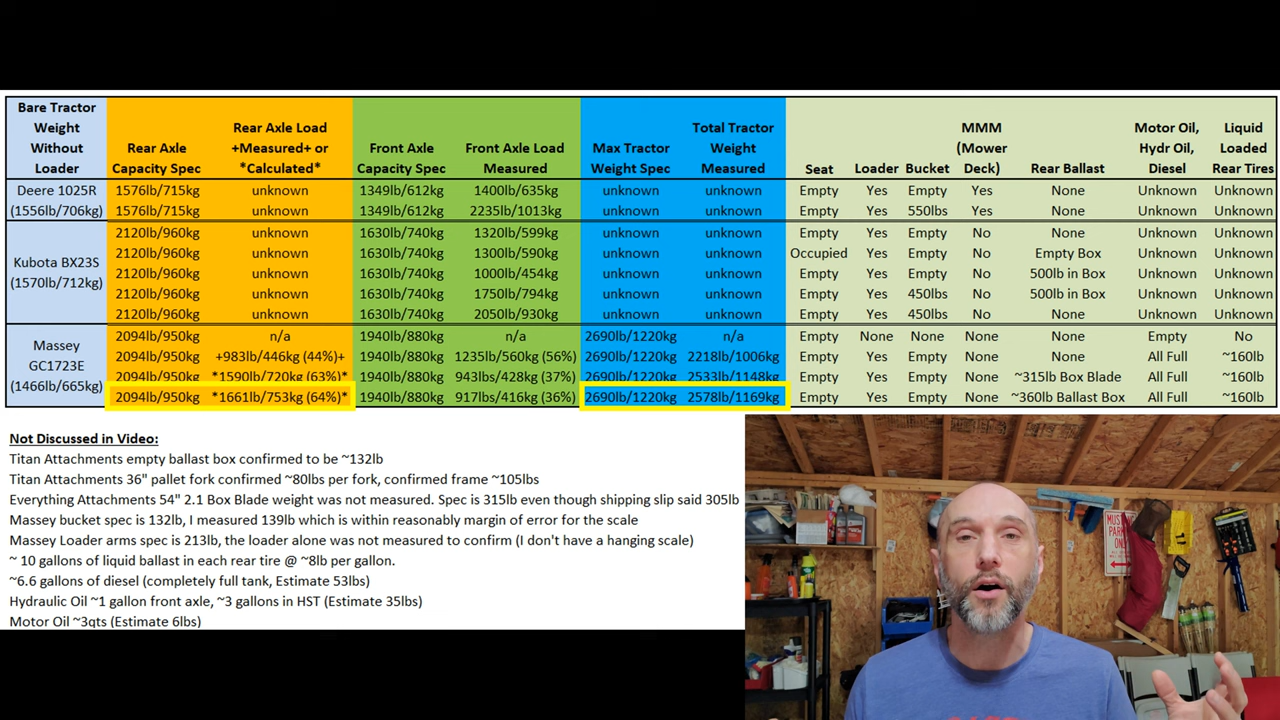 Bare Tractor Weight Without Loader | Rear Axle Capacity Spec | Rear Axle Load +Measured+ or *Calculated* | Front Axle Capacity Spec | Front Axle Load Measured | Max Tractor Weight Spec | Total Tractor Weight Measured | Seat | Loader | Bucket | MMM (Mower Deck) | Rear Ballast | Motor Oil, Hydr Oil, Diesel | Liquid Loaded Rear Tires
Deere 1025R 1576lb/715kg unknown 1349lb/612kg 1400lb/635kg unknown unknown Empty Yes Empty Yes None Unknown Unknown
(1556lb/706kg) 1576lb/715kg unknown 1349lb/612kg 2235lb/1013kg unknown unknown Empty Yes 550lbs Yes None Unknown Unknown
Kubota BX23S
(1570lb/712kg)
2120lb/960kg unknown 1630lb/740kg 1320lb/599kg unknown unknown Empty Yes Empty No None Unknown Unknown
2120lb/960kg unknown 1630lb/740kg 1300lb/590kg unknown unknown Occupied Yes Empty No Empty Box Unknown Unknown
2120lb/960kg unknown 1630lb/740kg 1000lb/454kg unknown unknown Empty Yes Empty No 500lb in Box Unknown Unknown
2120lb/960kg unknown 1630lb/740kg 1750lb/794kg unknown unknown Empty Yes 450lbs No 500lb in Box Unknown Unknown
2120lb/960kg unknown 1630lb/740kg 2050lb/930kg unknown unknown Empty Yes 450lbs No None Unknown Unknown
Massey
GC1723E
(1466lb/665kg)
2094lb/950kg n/a 1940lb/880kg n/a 2690lb/1220kg n/a Empty None None None None Empty No
2094lb/950kg +983lb/446kg (44%)+ 1940lb/880kg 1235lb/560kg (56%) 2690lb/1220kg 2218lb/1006kg Empty Yes Empty None None All Full ~160lb
2094lb/950kg *1590lb/720kg (63%)* 1940lb/880kg 943lbs/428kg (37%) 2690lb/1220kg 2533lb/1148kg Empty Yes Empty None ~315lb Box Blade All Full ~160lb
2094lb/950kg *1661lb/753kg (64%)* 1940lb/880kg 917lbs/416kg (36%) 2690lb/1220kg 2578lb/1169kg Empty Yes Empty None ~360lb Ballast Box All Full ~160lb
Not Discussed in Video:
Titan Attachments empty ballast box confirmed to be ~132lb
Titan Attachments 36" pallet fork confirmed ~80lbs per fork, confirmed frame ~105lbs
Everything Attachments 54" 2.1 Box Blade weight was not measured. Spec is 315lb even though shipping slip said 305lb
Massey bucket spec is 132lb, I measured 139lb which is within reasonably margin of error for the scale
Massey Loader arms spec is 213lb, the loader alone was not measured to confirm (I don't have a hanging scale)
~ 10 gallons of liquid ballast in each rear tire @ ~8lb per gallon.
~6.6 gallons of diesel (completely full tank, Estimate 53lbs)
Hydraulic Oil ~1 gallon front axle, ~3 gallons in HST (Estimate 35lbs)
Motor Oil ~3qts (Estimate 6lbs)